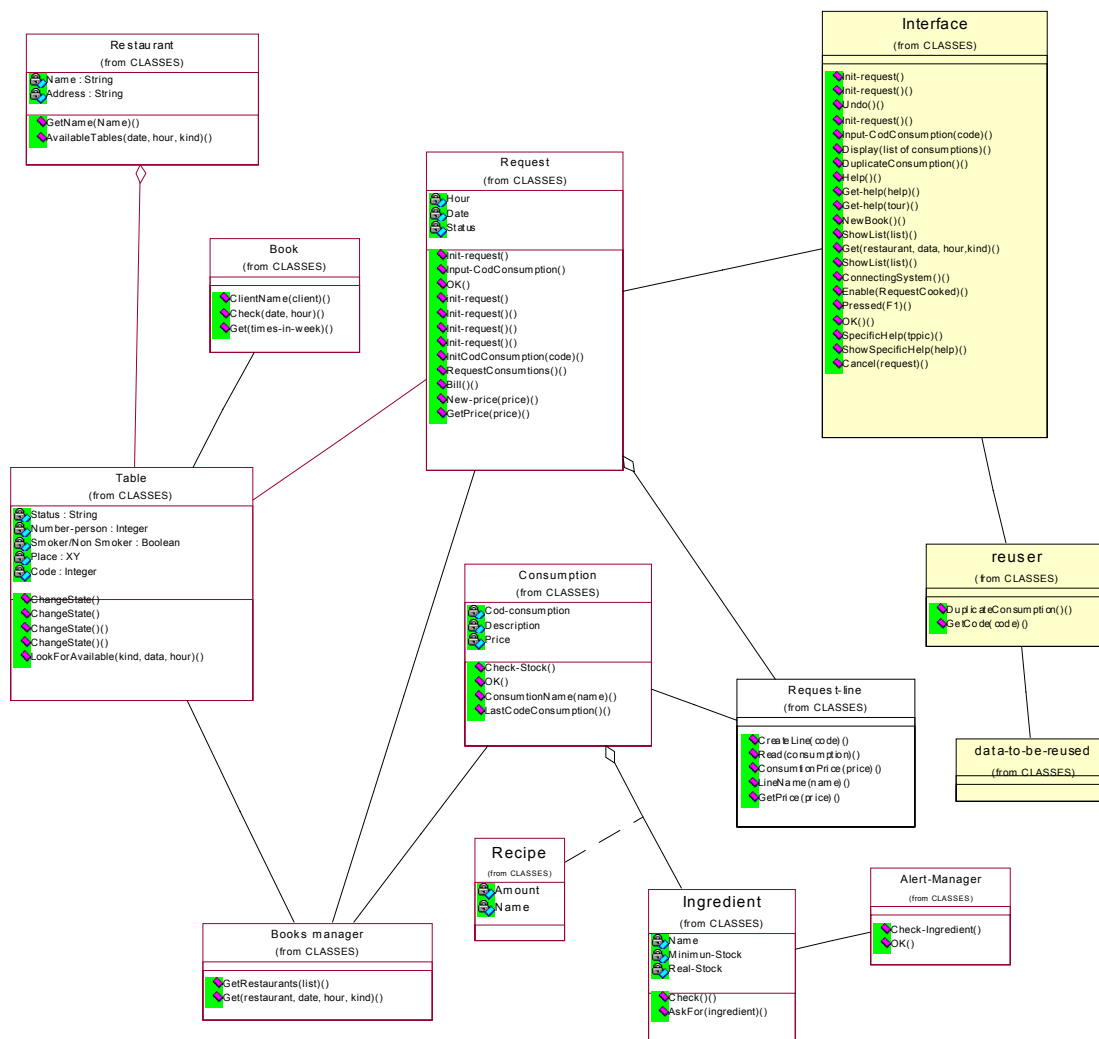 Restaurant
(from CLASSES)
Name : String
Address : String
GetName(Name)()
AvailableTables(date, hour, kind)()
Interface
(from CLASSES)
Init-request()
Init-request()()
Undo()()
Init-request()
Input-CodConsumption(code)()
Display(list of consumptions)()
DuplicateConsumption()()
Help()()
Get-help(help)()
Get-help(tour)()
NewBook()()
ShowList(list)()
Get(restaurant, data, hour,kind)()
ShowList(list)()
ConnectingSystem()()
Enable(RequestCooked)()
Pressed(F1)()
OK()()
SpecificHelp(tppic)()
ShowSpecificHelp(help)()
Cancel(request)()
Request
(from CLASSES)
Hour
Date
Status
Init-request()
Input-CodConsumption()
OK()
Init-request()
Init-request()()
Init-request()()
Init-request()()
InitCodConsumption(code)()
RequestConsumtions()()
Bill()()
New-price(price)()
GetPrice(price)()
Book
(from CLASSES)
ClientName(client)()
Check(date, hour)()
Get(times-in-week)()
Table
(from CLASSES)
Status : String
Number-person : Integer
Smoker/Non Smoker : Boolean
Place : XY
Code : Integer
ChangeState()
ChangeState()
ChangeState()()
ChangeState()()
LookForAvailable(kind, data, hour)()
Consumption
(from CLASSES)
Cod-consumption
Description
Price
Check-Stock()
OK()
ConsumtionName(name)()
LastCodeConsumption()()
reuser
(from CLASSES)
DuplicateConsumption()()
GetCode(code)()
Request-line
(from CLASSES)
CreateLine(code)()
Read(consumption)()
ConsumtionPrice(price)()
LineName(name)()
GetPrice(price)()
data-to-be-reused
(from CLASSES)
Recipe
(from CLASSES)
Amount
Name
Ingredient
(from CLASSES)
Name
Minimun-Stock
Real-Stock
Check()()
AskFor(ingredient)()
Alert-Manager
(from CLASSES)
Check-Ingredient()
OK()
Books manager
(from CLASSES)
GetRestaurants(list)()
Get(restaurant, date, hour, kind)()